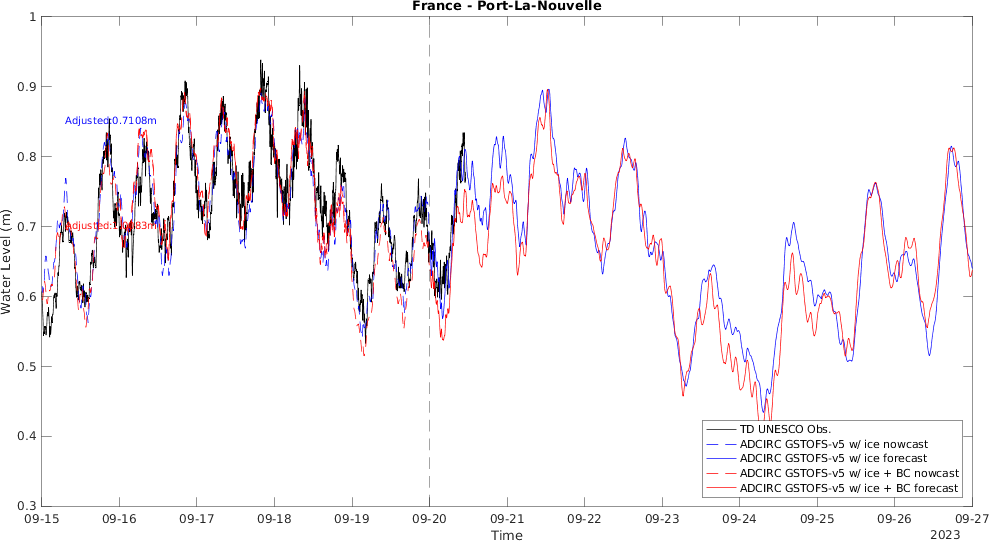 France - Port-La-Nouvelle
Water Level (m)
1
0.9
0.8
0.7
0.6
0.5
0.4
0.3
Adjusted:0.7108m
TD UNESCO Obs.
ADCIRC GSTOFS-v5 w/ ice nowcast
ADCIRC GSTOFS-v5 w/ ice forecast
ADCIRC GSTOFS-v5 w/ ice + BC nowcast
ADCIRC GSTOFS-v5 w/ ice + BC forecast
09-15 09-16 09-17 09-18 09-19 09-20 09-21 09-22 09-23 09-24 09-25 09-26 09-27
Time
2023